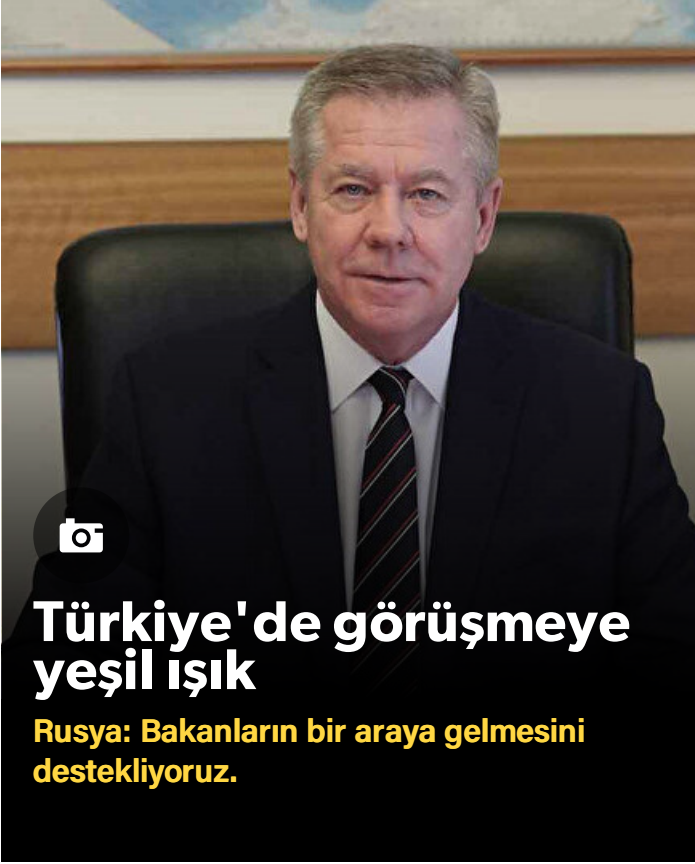 Türkiye'de görüşmeye
yeşil ışık
Rusya: Bakanların bir araya gelmesini
destekliyoruz.